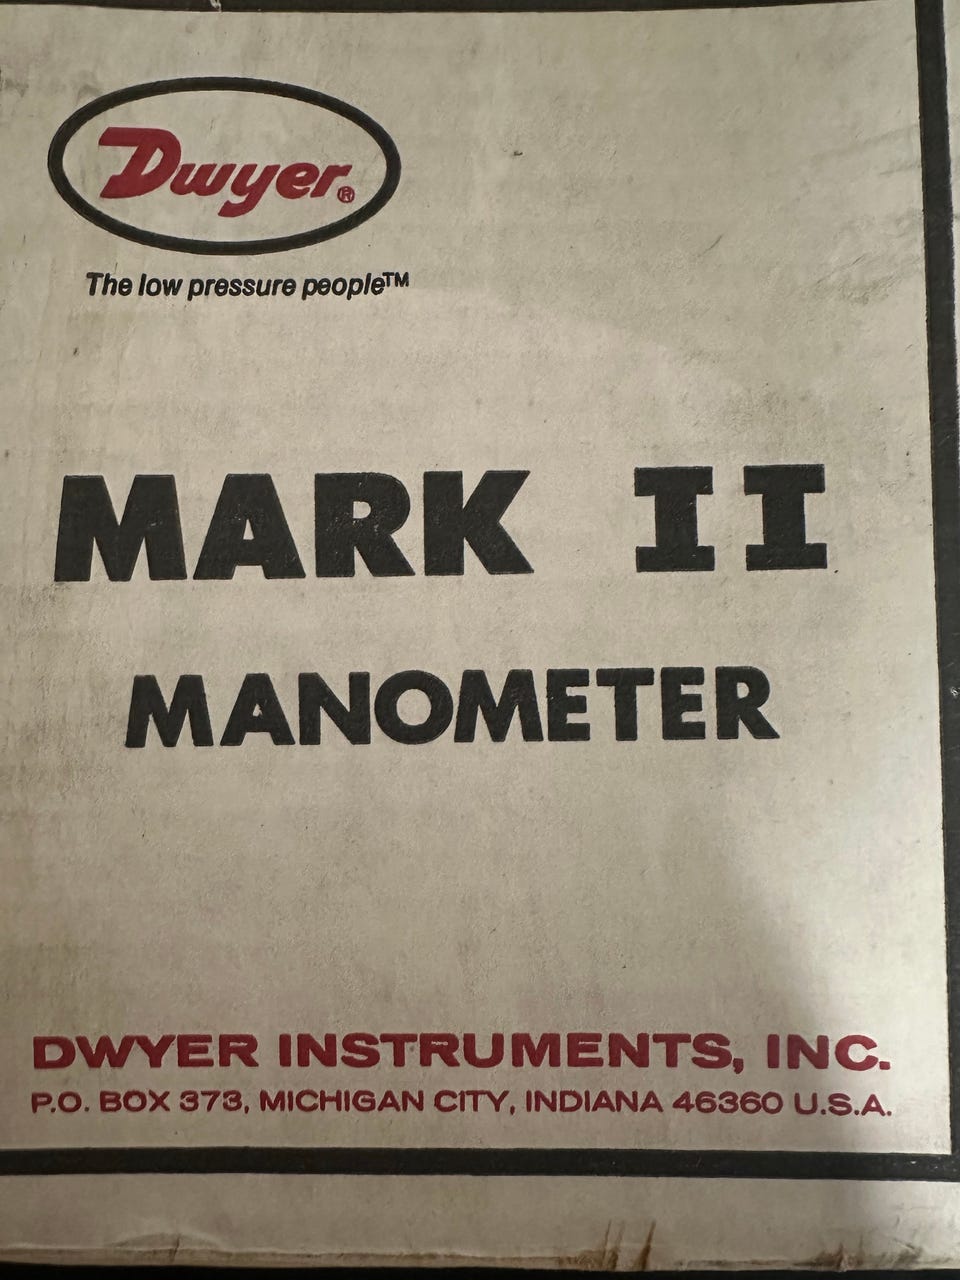 Dwyer®
The low pressure people™
MARK II
MANOMETER
DWYER INSTRUMENTS, INC.
P.O. BOX 373, MICHIGAN CITY, INDIANA 46360 U.S.A.